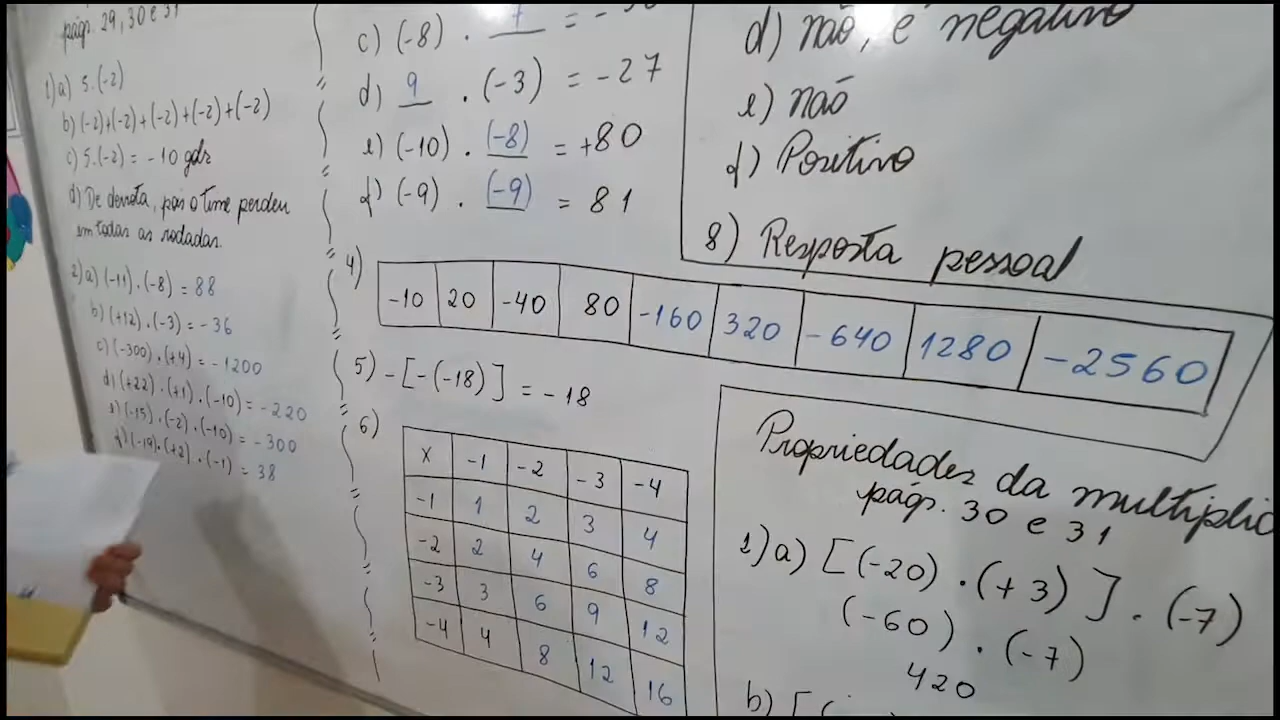 pág. 29, 30 e 31
1) a) 5.(-2)
b) (-2)+(-2)+(-2)+(-2)+(-2)
c) 5.(-2) = -10 gols
d) De derrota, pois o time perdeu
em todas as rodadas.
2) a) (-11).(-8) = 88
b) (+12).(-3) = -36
c) (-300).(+4) = -1200
d) (+22).(+1).(-10) = -220
e) (-15).(-2).(-10) = -300
f) (-19).(+2).(-1) = 38
c) (-8) . 7 = -
d) 9 . (-3) = -27
e) (-10) . (-8) = +80
f) (-9) . (-9) = 81
4)
-10 20 -40 80 -160 320 -640 1280 -2560
5) -[-(-18)] = -18
6)
x -1 -2 -3 -4
-1 1 2 3 4
-2 2 4 6 8
-3 3 6 9 12
-4 4 8 12 16
d) não, é negativo
e) não
f) Positivo
8) Resposta pessoal
Propriedades da multiplic
pág. 30 e 31
1) a) [(-20) . (+3)] . (-7)
(-60) . (-7)
420
b) [(